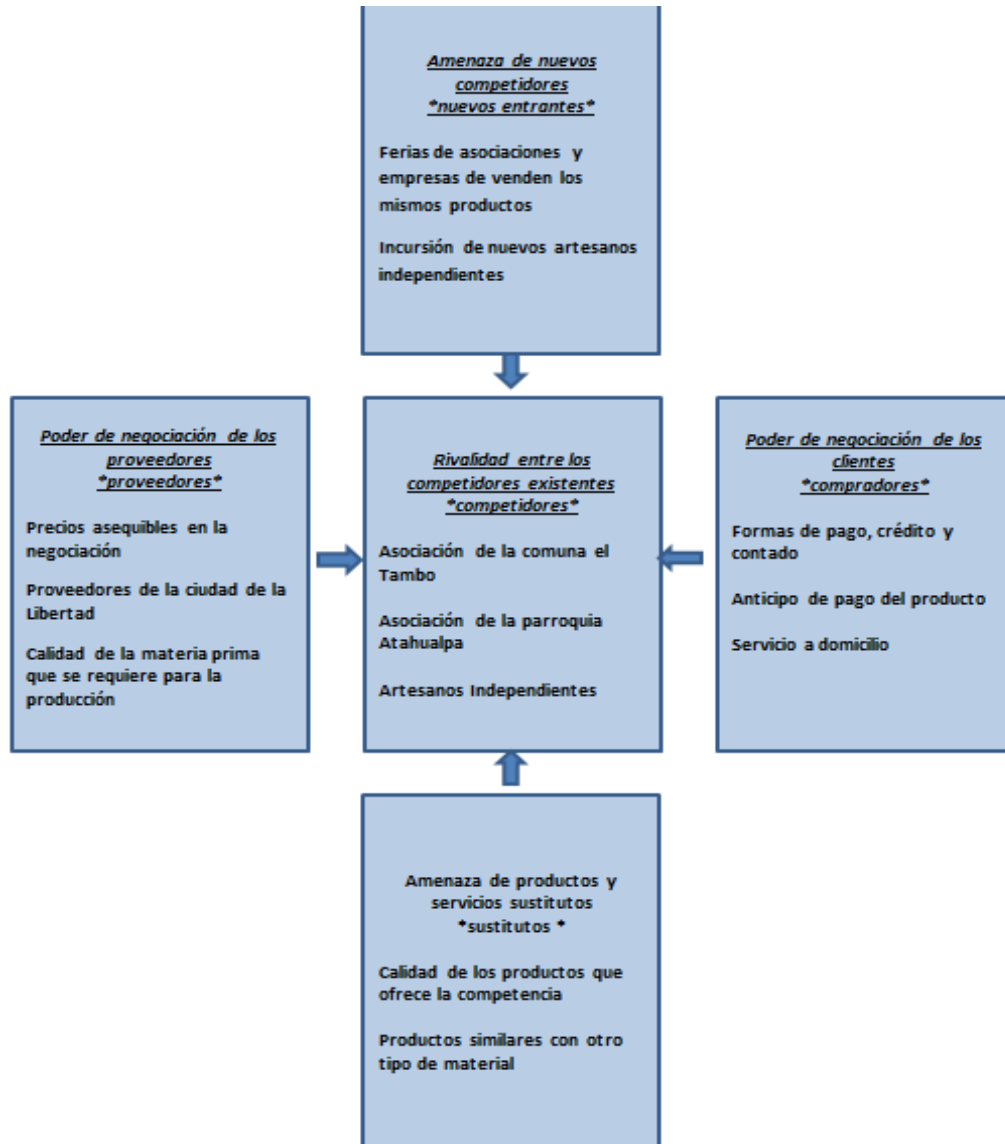 Amenaza de nuevos
competidores
*nuevos entrantes*
Ferias de asociaciones y
empresas de venden los
mismos productos
Incursión de nuevos artesanos
independientes
Poder de negociación de los
proveedores
*proveedores*
Precios asequibles en la
negociación
Proveedores de la ciudad de la
Libertad
Calidad de la materia prima
que se requiere para la
producción
Rivalidad entre los
competidores existentes
*competidores*
Asociación de la comuna el
Tambo
Asociación de la parroquia
Atahualpa
Artesanos Independientes
Poder de negociación de los
clientes
*compradores*
Formas de pago, crédito y
contado
Anticipo de pago del producto
Servicio a domicilio
Amenaza de productos y
servicios sustitutos
*sustitutos *
Calidad de los productos que
ofrece la competencia
Productos similares con otro
tipo de material